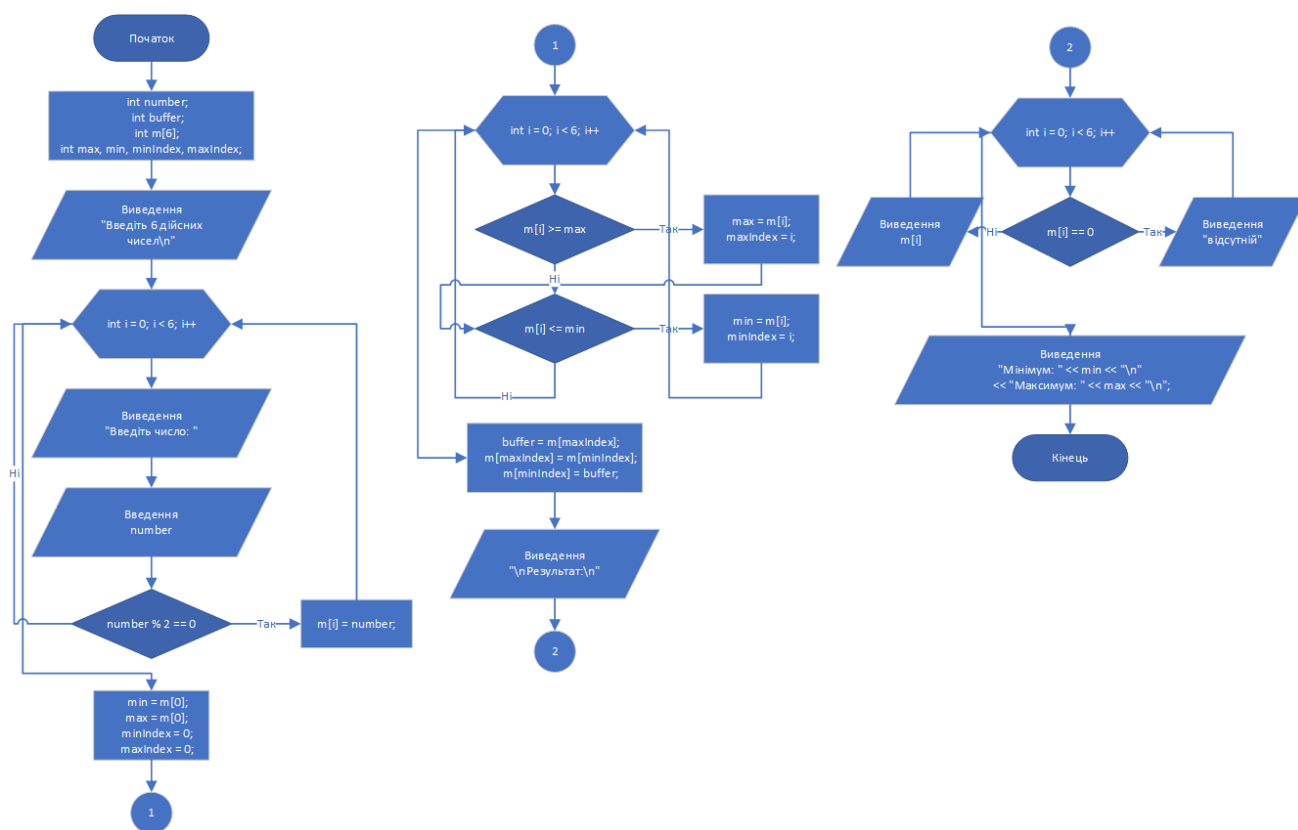 Початок
int number;
int buffer;
int m[6];
int max, min, minIndex, maxIndex;
Виведення
"Введіть 6 дійсних
чисел\n"
int i = 0; i < 6; i++
Виведення
"Введіть число: "
Ні
Введення
number
number % 2 == 0
Так
m[i] = number;
min = m[0];
max = m[0];
minIndex = 0;
maxIndex = 0;
1
1
int i = 0; i < 6; i++
m[i] >= max
Так
max = m[i];
maxIndex = i;
Ні
m[i] <= min
Так
min = m[i];
minIndex = i;
Ні
buffer = m[maxIndex];
m[maxIndex] = m[minIndex];
m[minIndex] = buffer;
Виведення
"\nРезультат:\n"
2
2
int i = 0; i < 6; i++
Виведення
m[i]
Ні
m[i] == 0
Так
Виведення
"відсутній"
Виведення
"Мінімум: " << min << "\n"
<< "Максимум: " << max << "\n";
Кінець